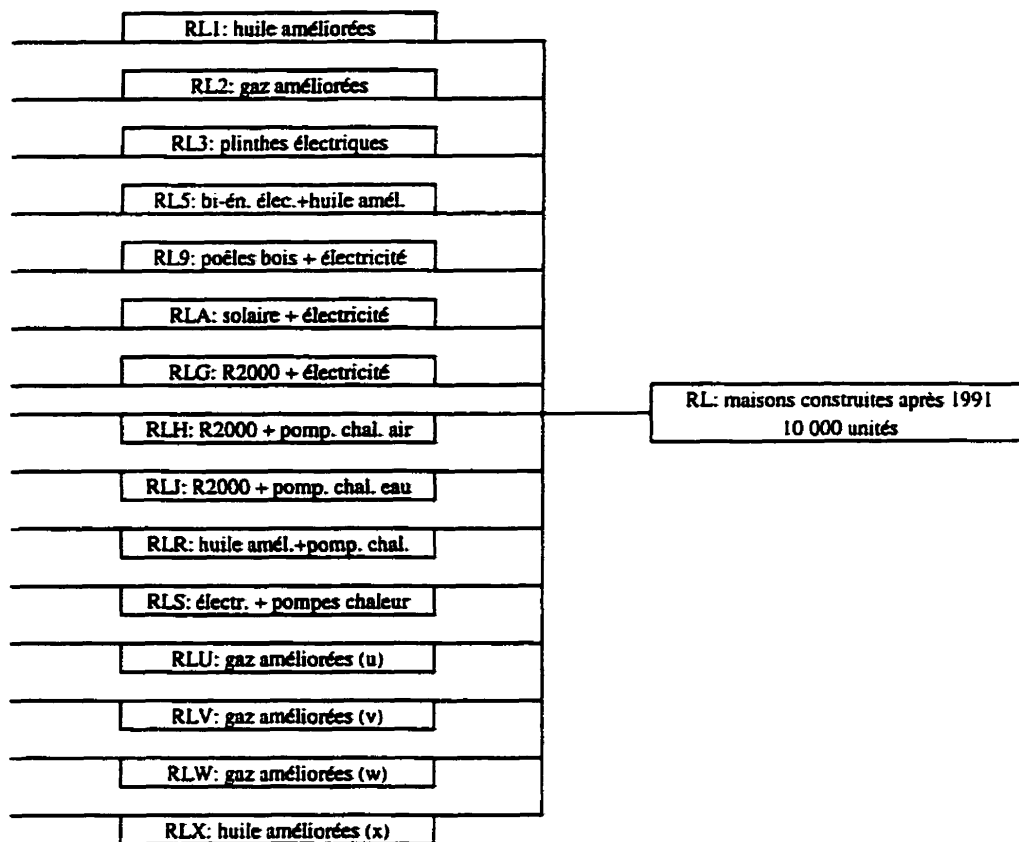 RL1: huile améliorées
RL2: gaz améliorées
RL3: plinthes électriques
RL5: bi-én. élec.+huile amél.
RL9: poêles bois + électricité
RLA: solaire + électricité
RLG: R2000 + électricité
RLH: R2000 + pomp. chal. air
RLJ: R2000 + pomp. chal. eau
RLR: huile amél.+pomp. chal.
RLS: électr. + pompes chaleur
RLU: gaz améliorées (u)
RLV: gaz améliorées (v)
RLW: gaz améliorées (w)
RLX: huile améliorées (x)
RL: maisons construites après 1991
10 000 unités